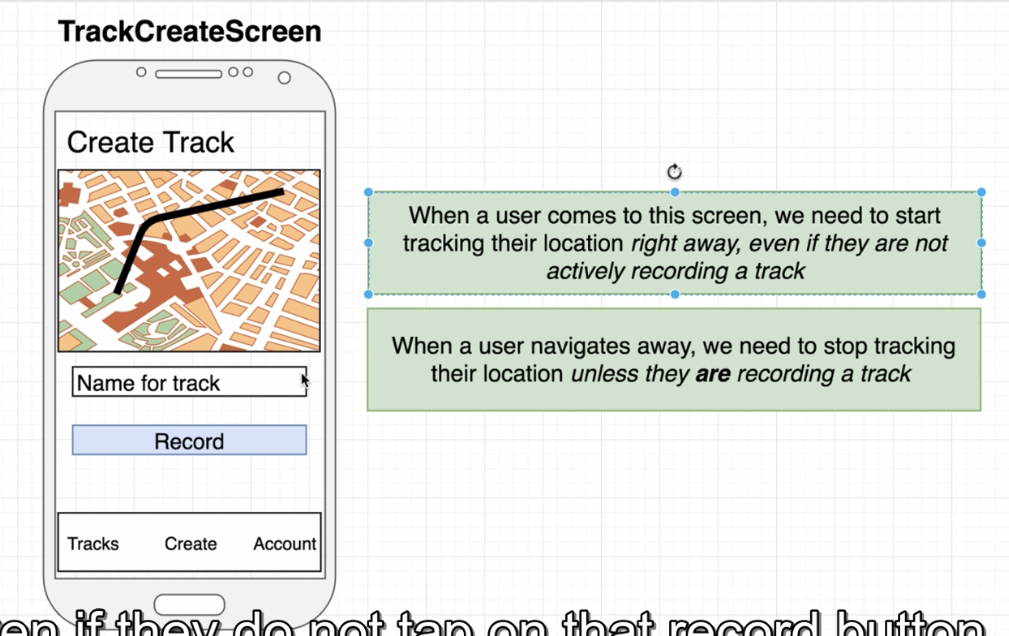 TrackCreateScreen
Create Track
Name for track
Record
Tracks Create Account
When a user comes to this screen, we need to start
tracking their location right away, even if they are not
actively recording a track
When a user navigates away, we need to stop tracking
their location unless they are recording a track
if they do not tap on that record button